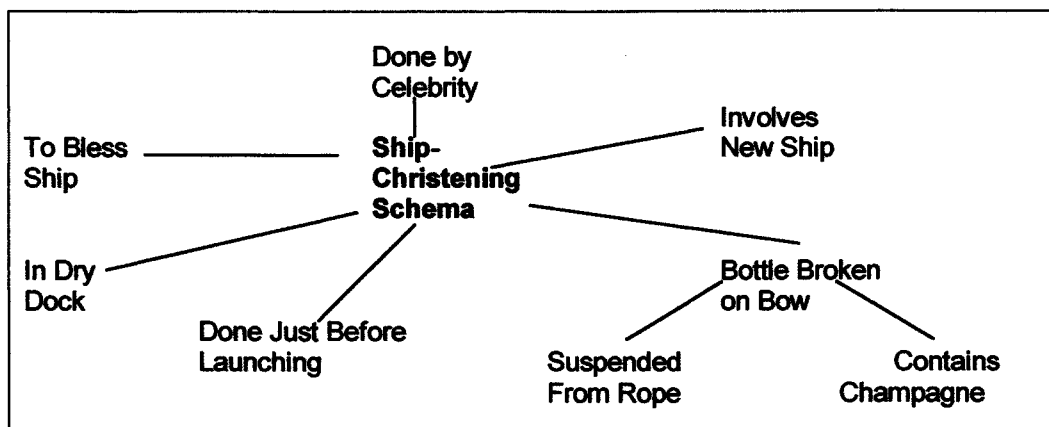 Done by
Celebrity
Involves
New Ship
To Bless
Ship
Ship-
Christening
Schema
In Dry
Dock
Bottle Broken
on Bow
Done Just Before
Launching
Suspended
From Rope
Contains
Champagne